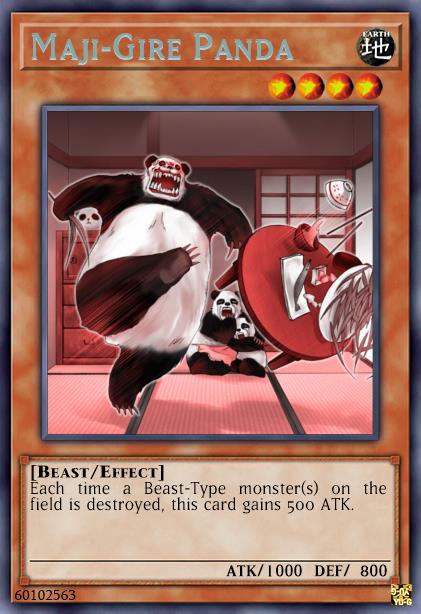 Maji-Gire Panda
EARTH
地
[Beast/Effect]
Each time a Beast-Type monster(s) on the
field is destroyed, this card gains 500 ATK.
ATK/1000 DEF/ 800
60102563